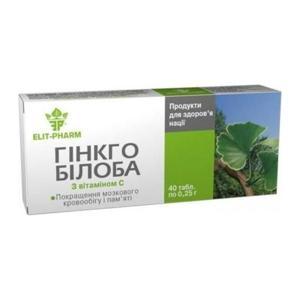 ELIT-PHARM
Продукти
для здоров'я
нації
ГІНКГО
БІЛОБА
З вітаміном С
•Покращення мозкового
кровообігу і пам'яті
40 табл.
по 0,25 г